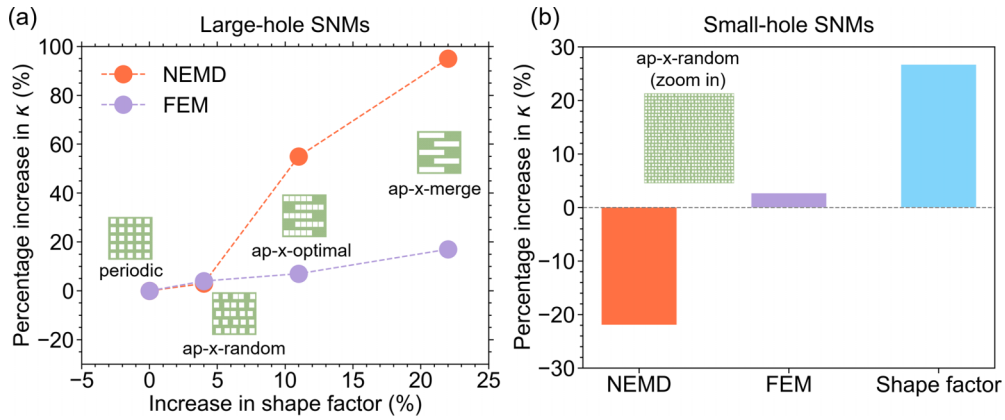 (a)
Large-hole SNMs
Percentage increase in κ (%)
100
80
60
40
20
0
−20
NEMD
FEM
periodic
ap-x-random
ap-x-optimal
ap-x-merge
−5
0
5
10
15
20
25
Increase in shape factor (%)
(b)
Small-hole SNMs
Percentage increase in κ (%)
30
20
10
0
−10
−20
−30
ap-x-random
(zoom in)
NEMD
FEM
Shape factor